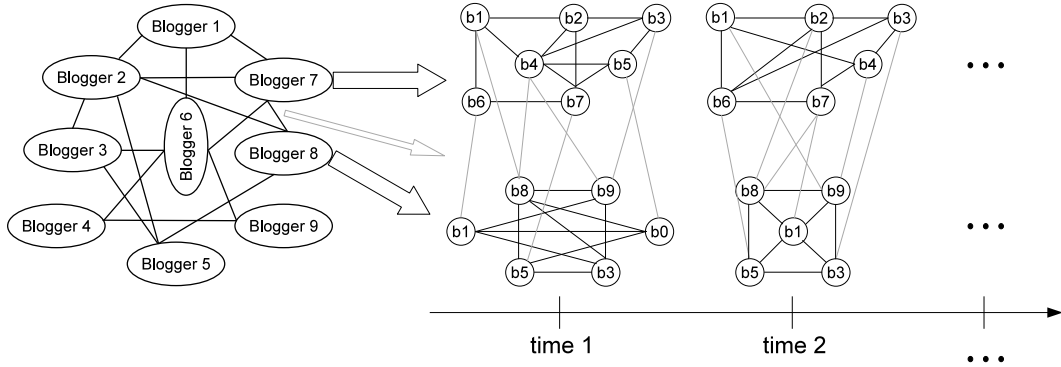 Blogger 1
Blogger 2
Blogger 7
Blogger 6
Blogger 3
Blogger 8
Blogger 4
Blogger 9
Blogger 5
b1 b2 b3
b4 b5
b6 b7
b8 b9
b1 b0
b5 b3
b1 b2 b3
b4
b6 b7
b8 b9
b1
b5 b3
...
...
time 1
time 2
...